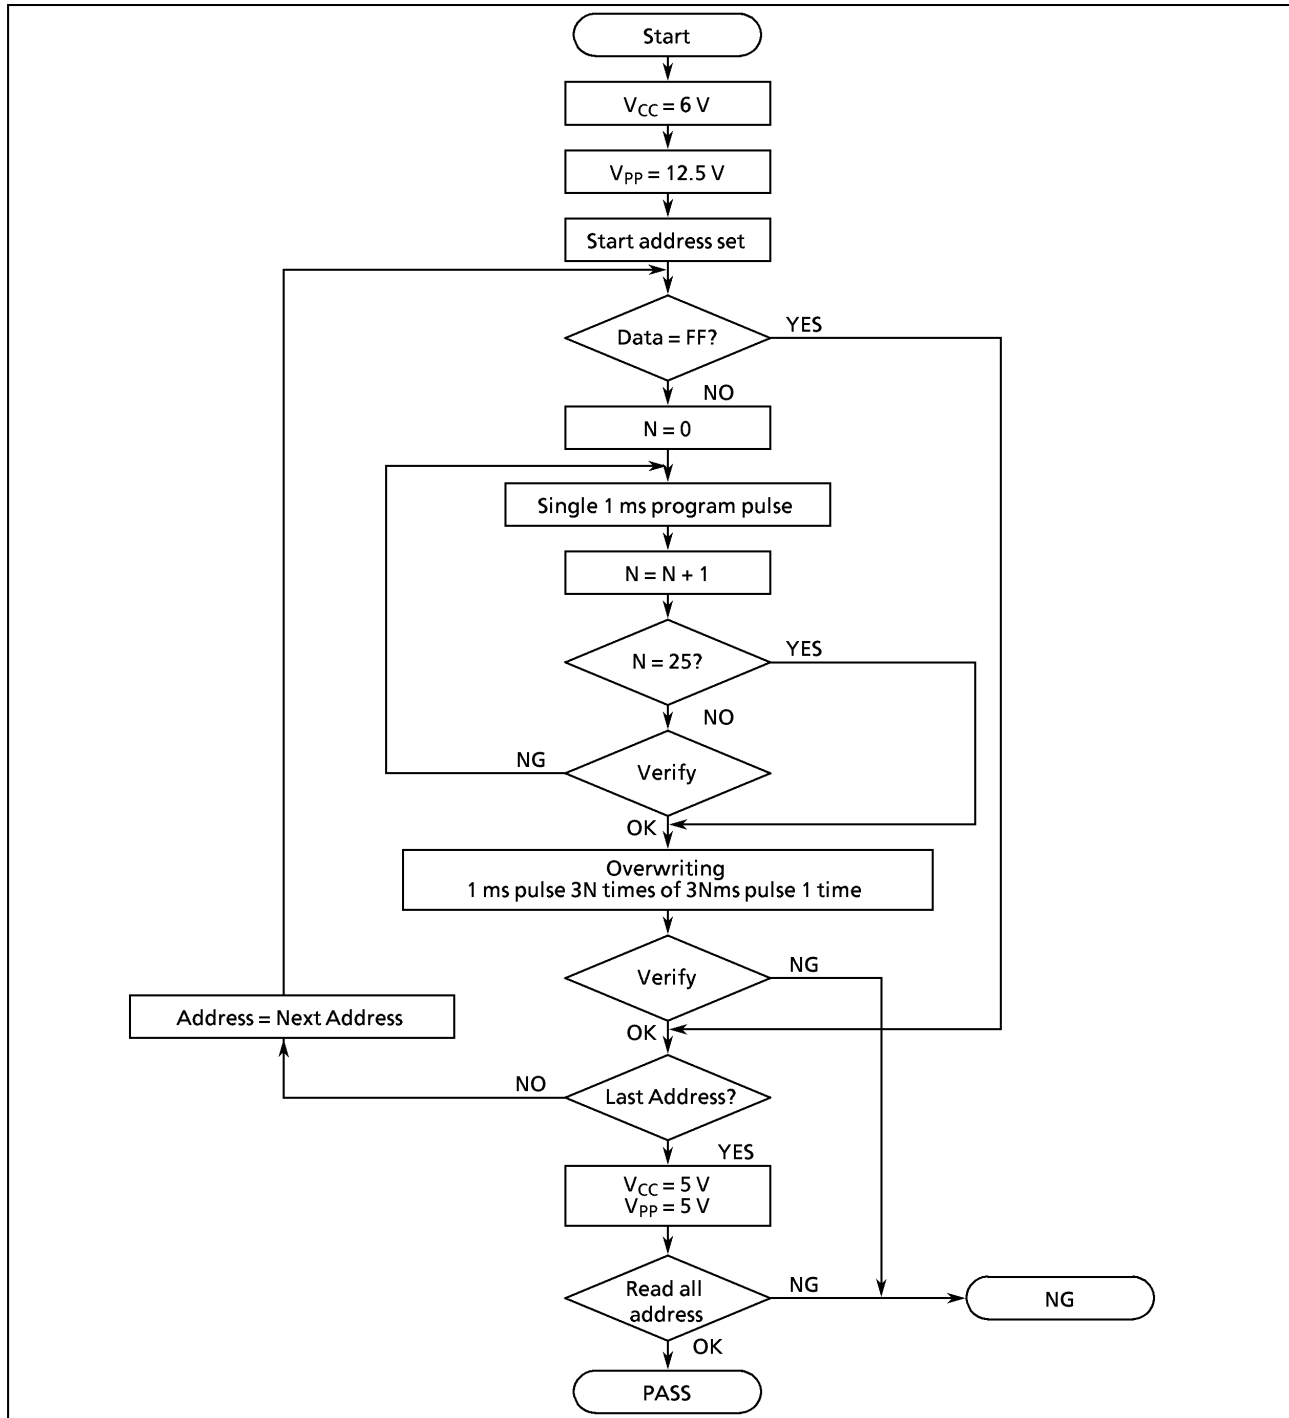 Start
VCC = 6 V
VPP = 12.5 V
Start address set
Data = FF?
YES
NO
N = 0
Single 1 ms program pulse
N = N + 1
N = 25?
YES
NO
NG
Verify
OK
Overwriting
1 ms pulse 3N times of 3Nms pulse 1 time
Verify
NG
Address = Next Address
OK
NO
Last Address?
YES
VCC = 5 V
VPP = 5 V
Read all
address
NG
NG
OK
PASS